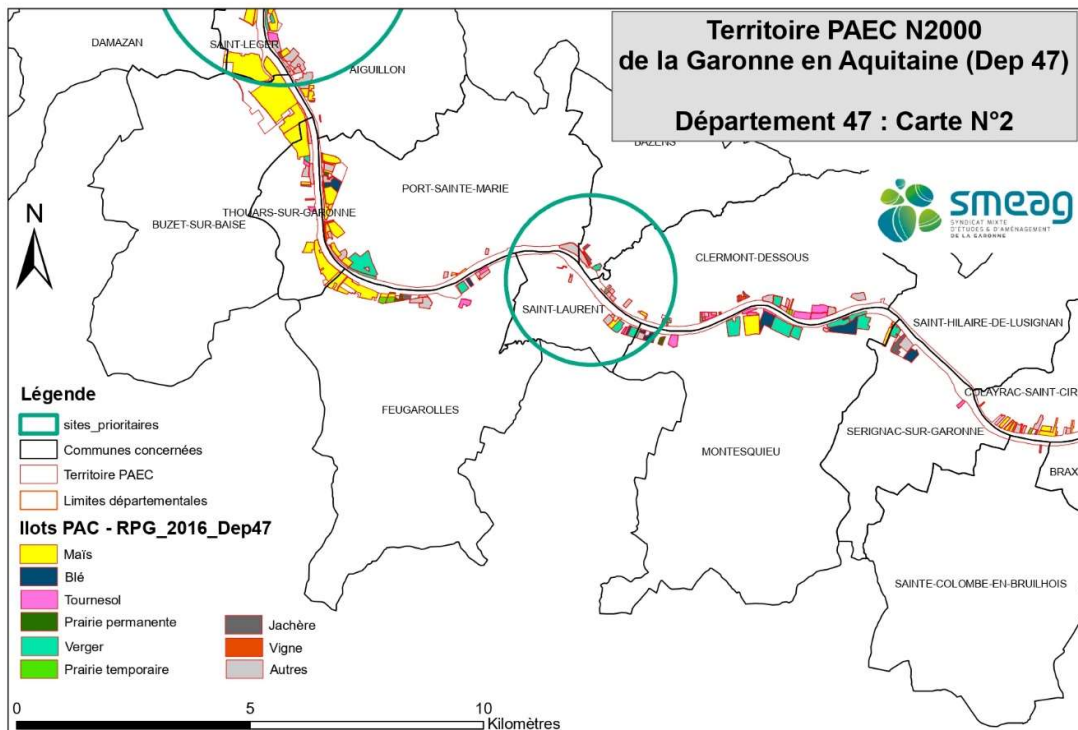 Territoire PAEC N2000
de la Garonne en Aquitaine (Dep 47)
Département 47 : Carte N°2
DAMAZAN
SAINT-LEGER
AIGUILLON
BAZENS
N
PORT-SAINTE-MARIE
THOUARS-SUR-GARONNE
BUZET-SUR-BAISE
smeag
SYNDICAT MIXTE
D'ÉTUDES & D'AMÉNAGEMENT
DE LA GARONNE
CLERMONT-DESSOUS
SAINT-LAURENT
SAINT-HILAIRE-DE-LUSIGNAN
COLAYRAC-SAINT-CIR
FEUGAROLLES
SERIGNAC-SUR-GARONNE
MONTESQUIEU
BRAX
SAINTE-COLOMBE-EN-BRUILHOIS
Légende
sites_prioritaires
Communes concernées
Territoire PAEC
Limites départementales
Ilots PAC - RPG_2016_Dep47
Maïs
Blé
Tournesol
Prairie permanente
Verger
Prairie temporaire
Jachère
Vigne
Autres
0 5 10
Kilomètres